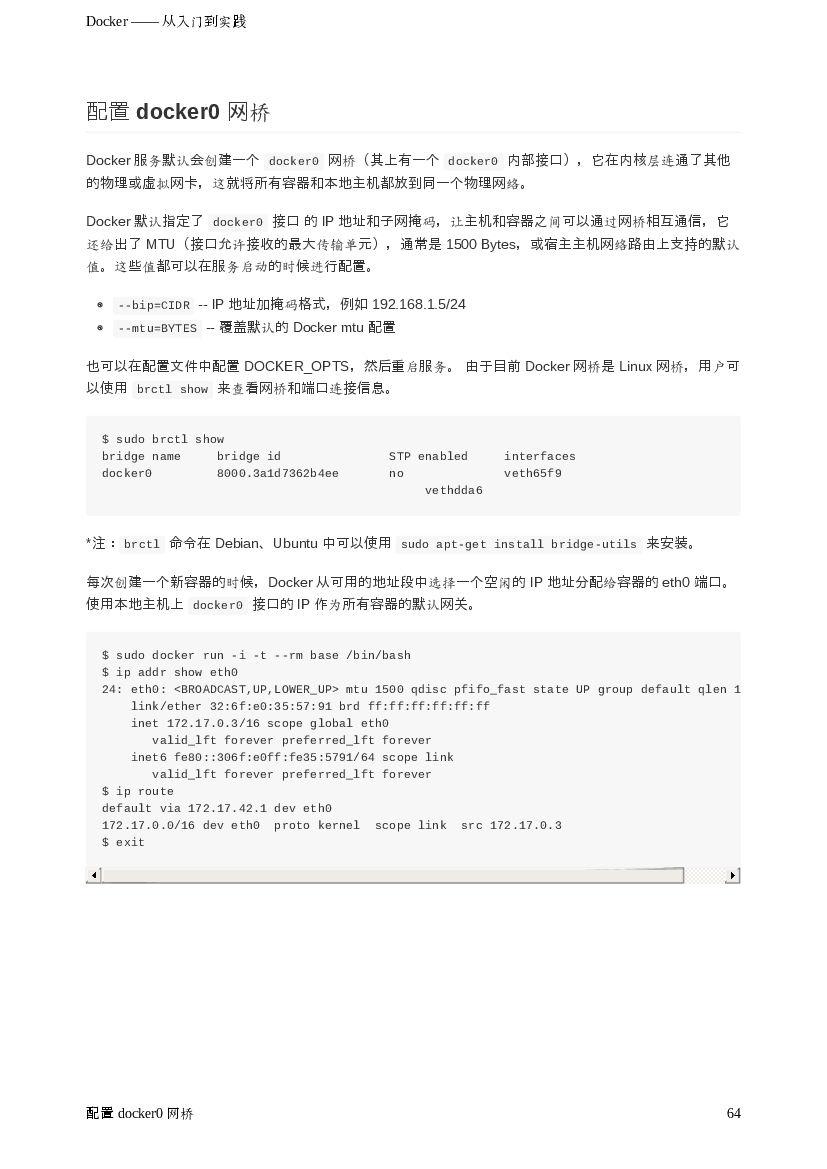 Docker —— 从入门到实践
配置 docker0 网桥
Docker 服务默认会创建一个 docker0 网桥（其上有一个 docker0 内部接口），它在内核层连通了其他
的物理或虚拟网卡，这就将所有容器和本地主机都放到同一个物理网络。
Docker 默认指定了 docker0 接口 的 IP 地址和子网掩码，让主机和容器之间可以通过网桥相互通信，它
还给出了 MTU（接口允许接收的最大传输单元），通常是 1500 Bytes，或宿主主机网络路由上支持的默认
值。这些值都可以在服务启动的时候进行配置。
• --bip=CIDR -- IP 地址加掩码格式，例如 192.168.1.5/24
• --mtu=BYTES -- 覆盖默认的 Docker mtu 配置
也可以在配置文件中配置 DOCKER_OPTS，然后重启服务。 由于目前 Docker 网桥是 Linux 网桥，用户可
以使用 brctl show 来查看网桥和端口连接信息。
$ sudo brctl show
bridge name     bridge id               STP enabled     interfaces
docker0         8000.3a1d7362b4ee       no              veth65f9
                                             vethdda6
*注：brctl 命令在 Debian、Ubuntu 中可以使用 sudo apt-get install bridge-utils 来安装。
每次创建一个新容器的时候，Docker 从可用的地址段中选择一个空闲的 IP 地址分配给容器的 eth0 端口。
使用本地主机上 docker0 接口的 IP 作为所有容器的默认网关。
$ sudo docker run -i -t --rm base /bin/bash
$ ip addr show eth0
24: eth0: <BROADCAST,UP,LOWER_UP> mtu 1500 qdisc pfifo_fast state UP group default qlen 1
    link/ether 32:6f:e0:35:57:91 brd ff:ff:ff:ff:ff:ff
    inet 172.17.0.3/16 scope global eth0
       valid_lft forever preferred_lft forever
    inet6 fe80::306f:e0ff:fe35:5791/64 scope link
       valid_lft forever preferred_lft forever
$ ip route
default via 172.17.42.1 dev eth0
172.17.0.0/16 dev eth0  proto kernel  scope link  src 172.17.0.3
$ exit
配置 docker0 网桥 64